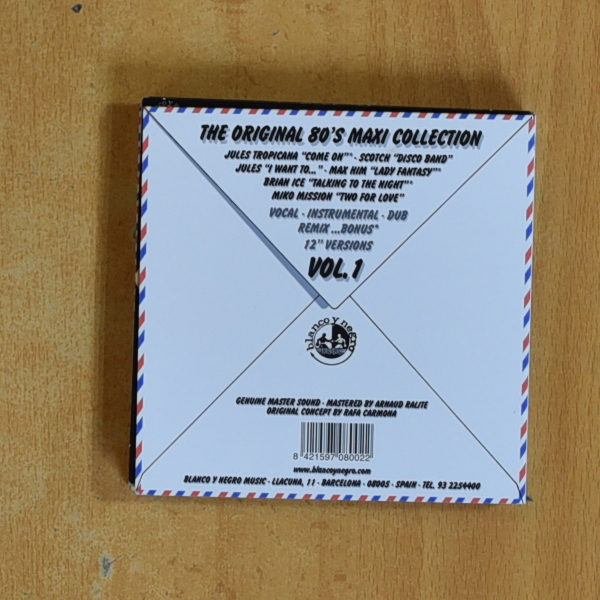 THE ORIGINAL 80'S MAXI COLLECTION
JULES TROPICANA "COME ON"* - SCOTCH "DISCO BAND"
JULES "I WANT TO..." - MAX HIM "LADY FANTASY"*
BRIAN ICE "TALKING TO THE NIGHT"*
MIKO MISSION "TWO FOR LOVE"
VOCAL - INSTRUMENTAL - DUB
REMIX ...BONUS*
12" VERSIONS
VOL. 1
blanco y negro
GENUINE MASTER SOUND - MASTERED BY ARNAUD RALITE
ORIGINAL CONCEPT BY RAFA CARMONA
8 421597 080022
www.blancoynegro.com
BLANCO Y NEGRO MUSIC - LLACUNA, 11 - BARCELONA - 08005 - SPAIN - TEL. 93 2254400